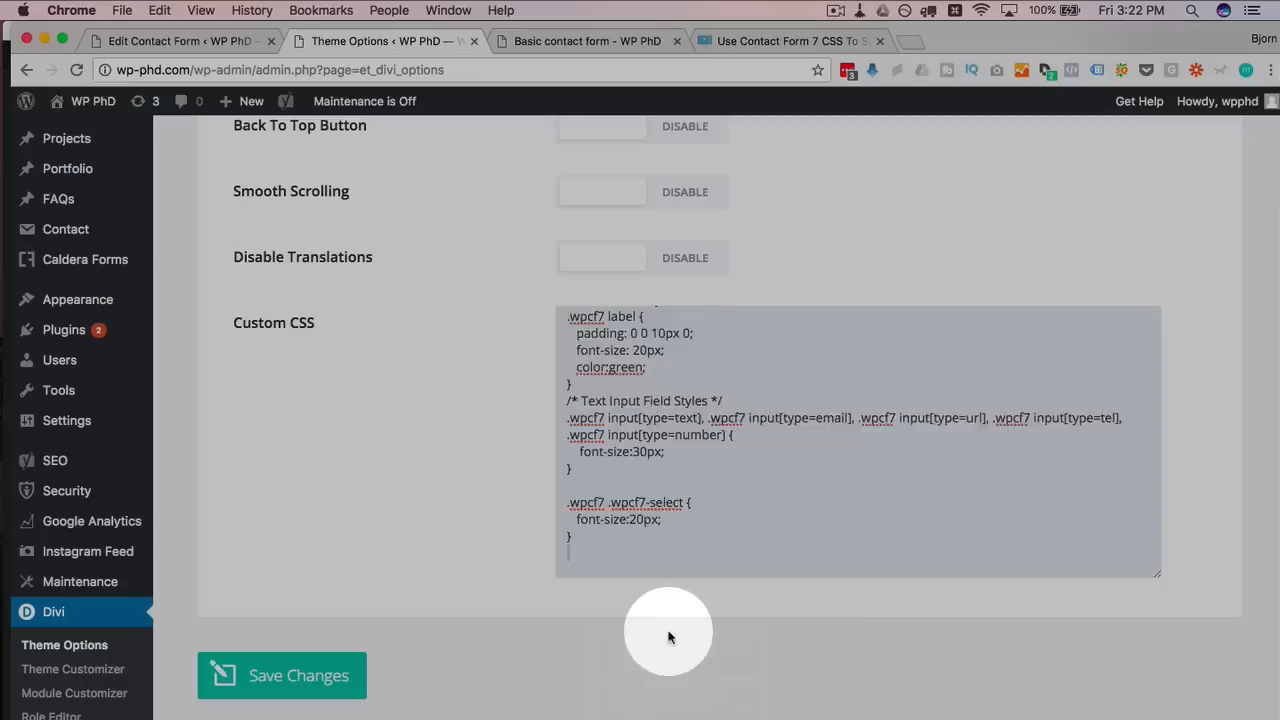 Chrome File Edit View History Bookmarks People Window Help 100% Fri 3:22 PM
Edit Contact Form ‹ WP PhD — Theme Options ‹ WP PhD — W Basic contact form - WP PhD Use Contact Form 7 CSS To S Bjorn
wp-phd.com/wp-admin/admin.php?page=et_divi_options
WP PhD 3 0 New Maintenance is Off Get Help Howdy, wpphd
Projects
Portfolio
FAQs
Contact
Caldera Forms
Appearance
Plugins 2
Users
Tools
Settings
SEO
Security
Google Analytics
Instagram Feed
Maintenance
Divi
Theme Options
Theme Customizer
Module Customizer
Role Editor
Back To Top Button DISABLE
Smooth Scrolling DISABLE
Disable Translations DISABLE
Custom CSS
.wpcf7 label {
padding: 0 0 10px 0;
font-size: 20px;
color:green;
}
/* Text Input Field Styles */
.wpcf7 input[type=text], .wpcf7 input[type=email], .wpcf7 input[type=url], .wpcf7 input[type=tel],
.wpcf7 input[type=number] {
font-size:30px;
}
.wpcf7 .wpcf7-select {
font-size:20px;
}
Save Changes